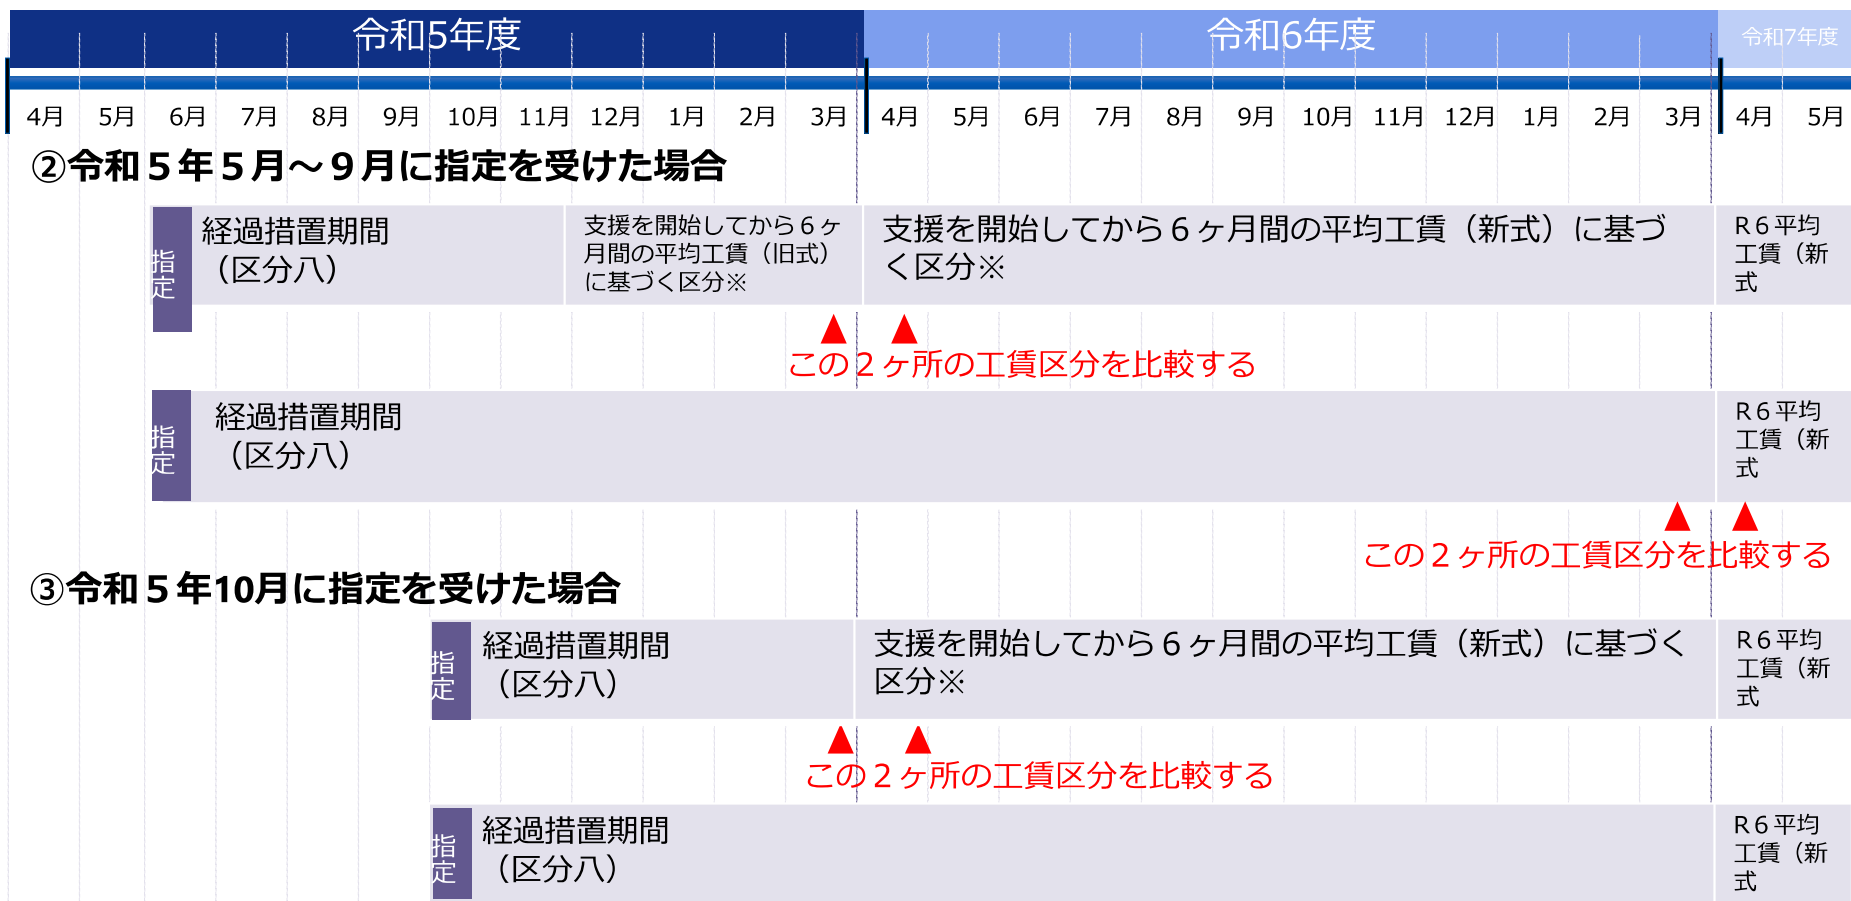 令和5年度 令和6年度 令和7年度
4月 5月 6月 7月 8月 9月 10月 11月 12月 1月 2月 3月 4月 5月 6月 7月 8月 9月 10月 11月 12月 1月 2月 3月 4月 5月
②令和５年５月～９月に指定を受けた場合
指
定
経過措置期間
（区分八）
支援を開始してから６ヶ
月間の平均工賃（旧式）
に基づく区分※
支援を開始してから６ヶ月間の平均工賃（新式）に基づ
く区分※
R６平均
工賃（新
式
この２ヶ所の工賃区分を比較する
指
定
経過措置期間
（区分八）
R６平均
工賃（新
式
この２ヶ所の工賃区分を比較する
③令和５年10月に指定を受けた場合
指
定
経過措置期間
（区分八）
支援を開始してから６ヶ月間の平均工賃（新式）に基づく
区分※
R６平均
工賃（新
式
この２ヶ所の工賃区分を比較する
指
定
経過措置期間
（区分八）
R６平均
工賃（新
式